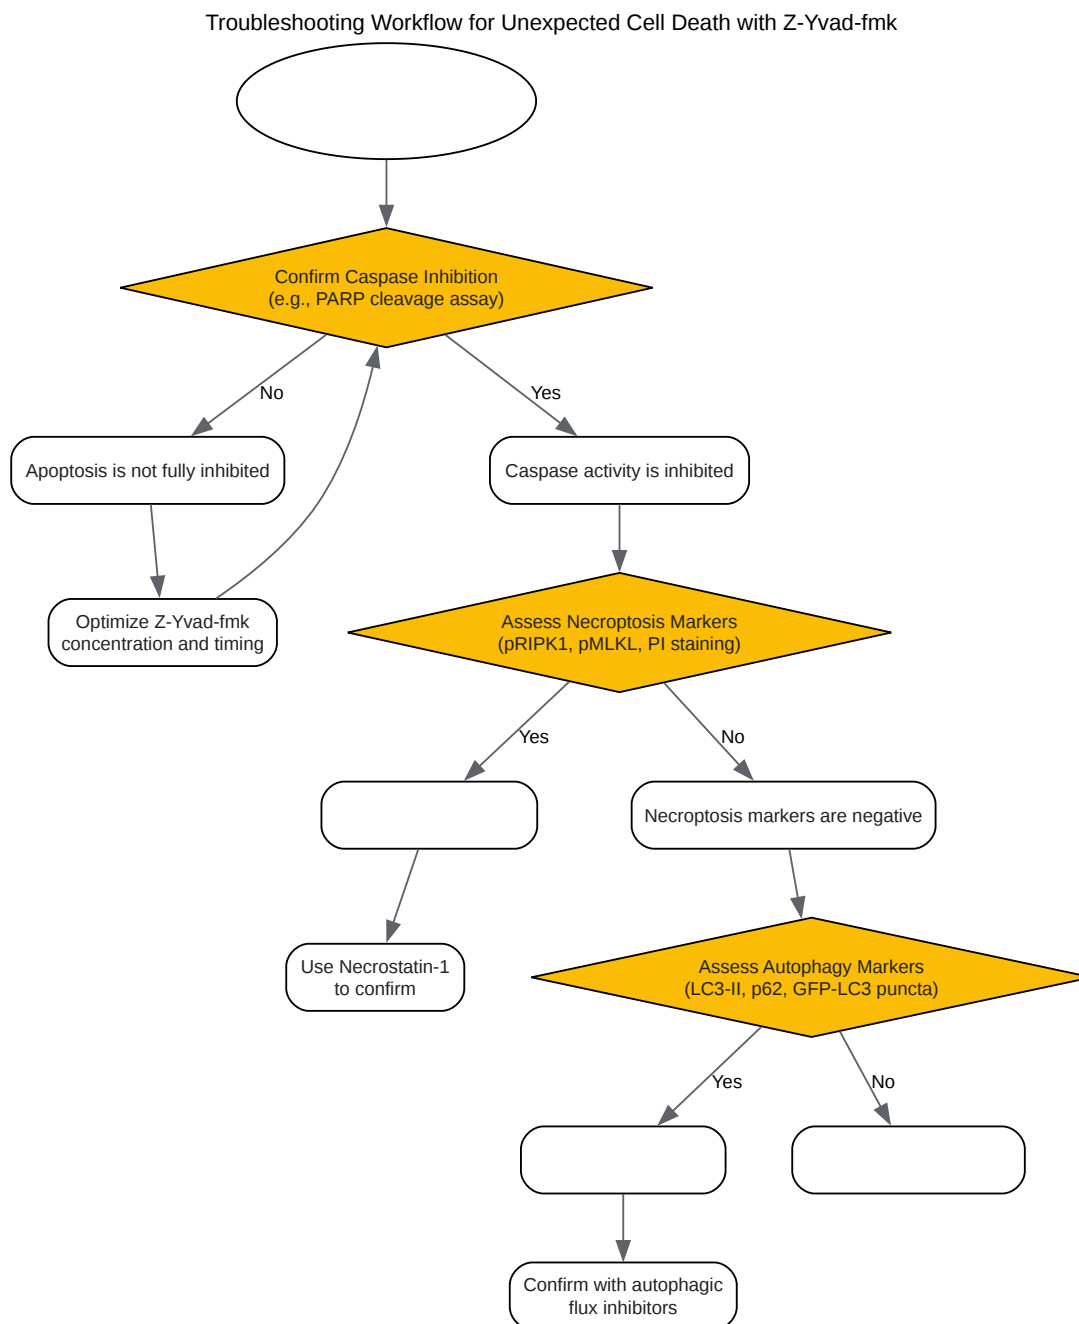 Troubleshooting Workflow for Unexpected Cell Death with Z-Yvad-fmk
Confirm Caspase Inhibition
(e.g., PARP cleavage assay)
No
Yes
Apoptosis is not fully inhibited
Caspase activity is inhibited
Optimize Z-Yvad-fmk
concentration and timing
Assess Necroptosis Markers
(pRIPK1, pMLKL, PI staining)
Yes
No
Necroptosis markers are negative
Use Necrostatin-1
to confirm
Assess Autophagy Markers
(LC3-II, p62, GFP-LC3 puncta)
Yes
No
Confirm with autophagic
flux inhibitors